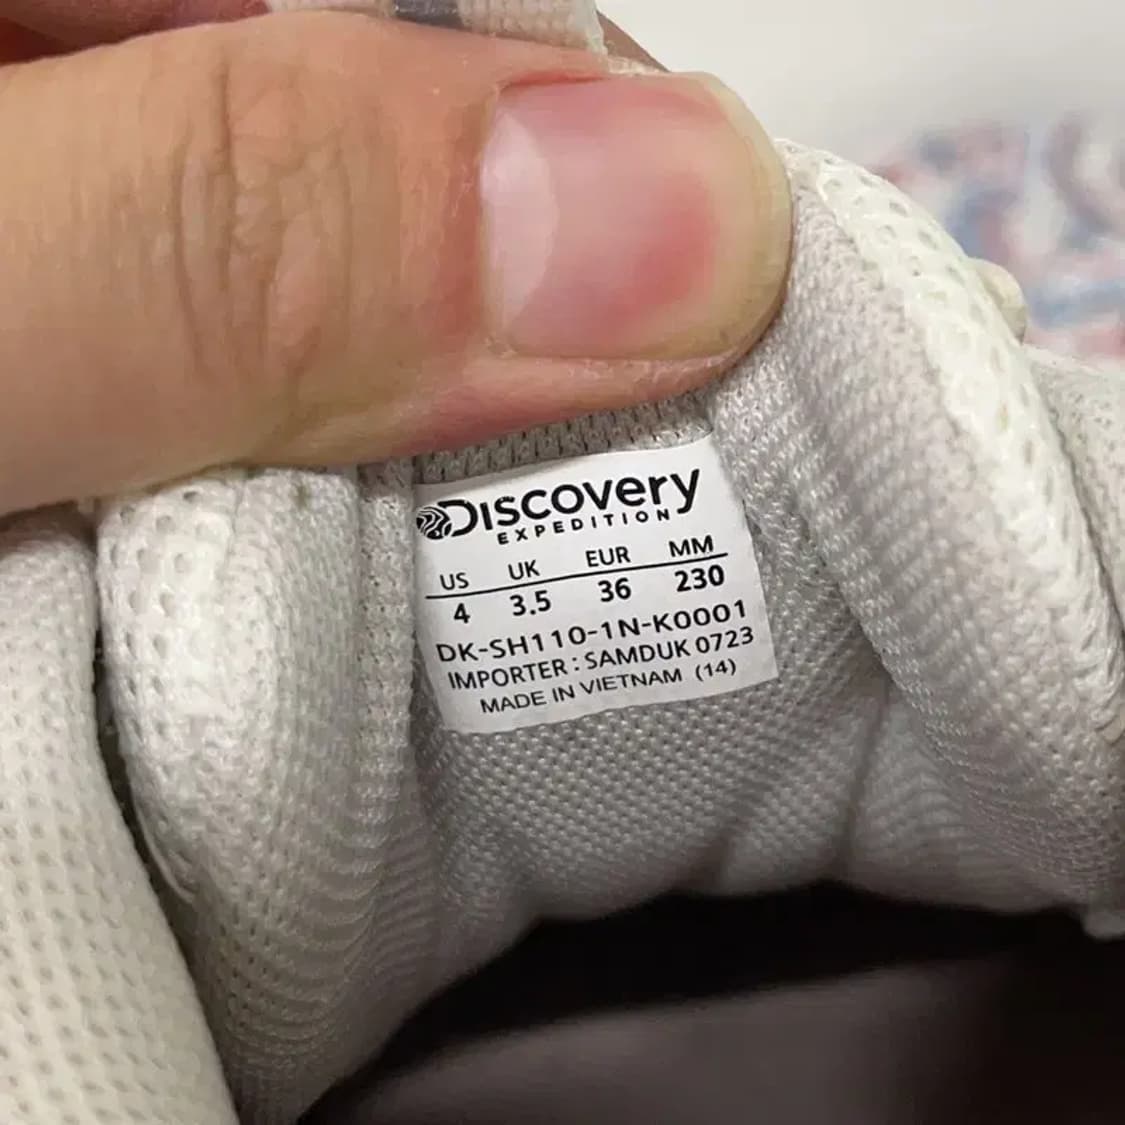 Discovery
EXPEDITION
US UK EUR MM
4 3.5 36 230
DK-SH110-1N-K0001
IMPORTER : SAMDUK 0723
MADE IN VIETNAM (14)